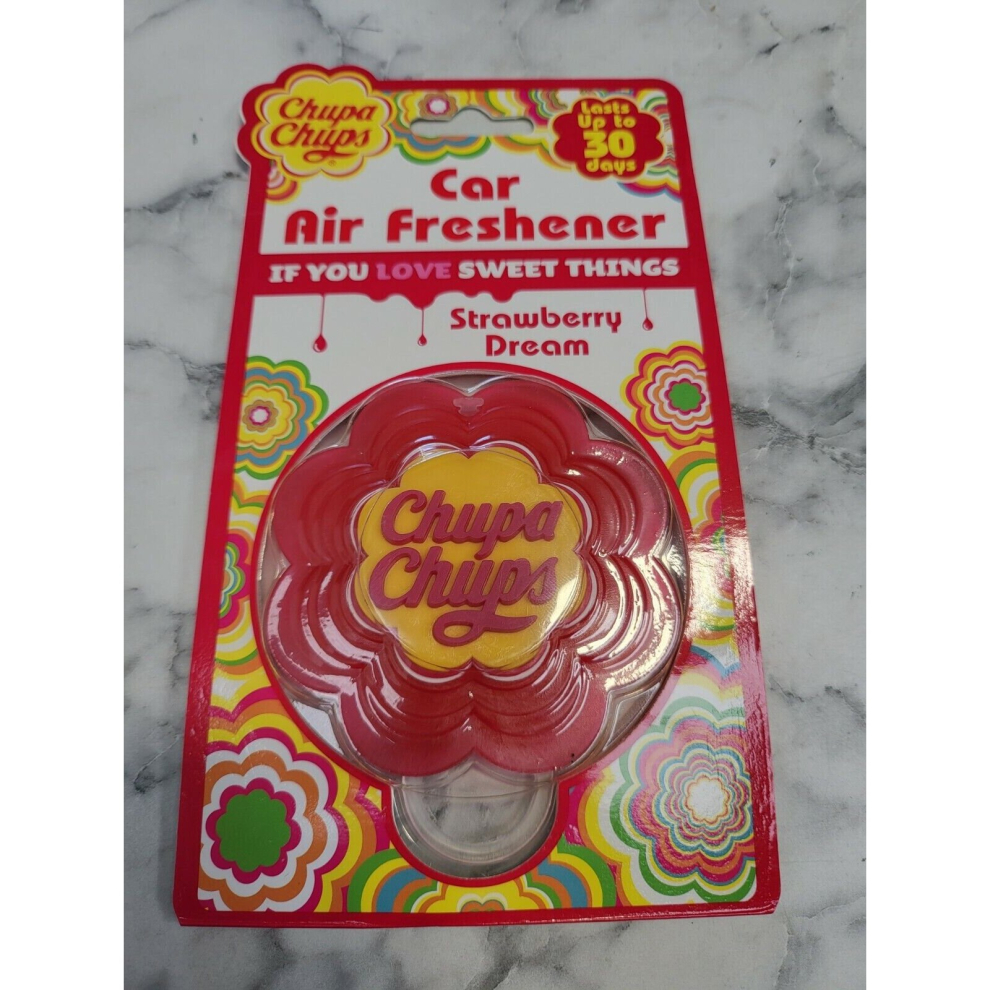 Chupa
Chups
®
Lasts
Up to
30
days
Car
Air Freshener
IF YOU LOVE SWEET THINGS
Strawberry
Dream
Chupa
Chups